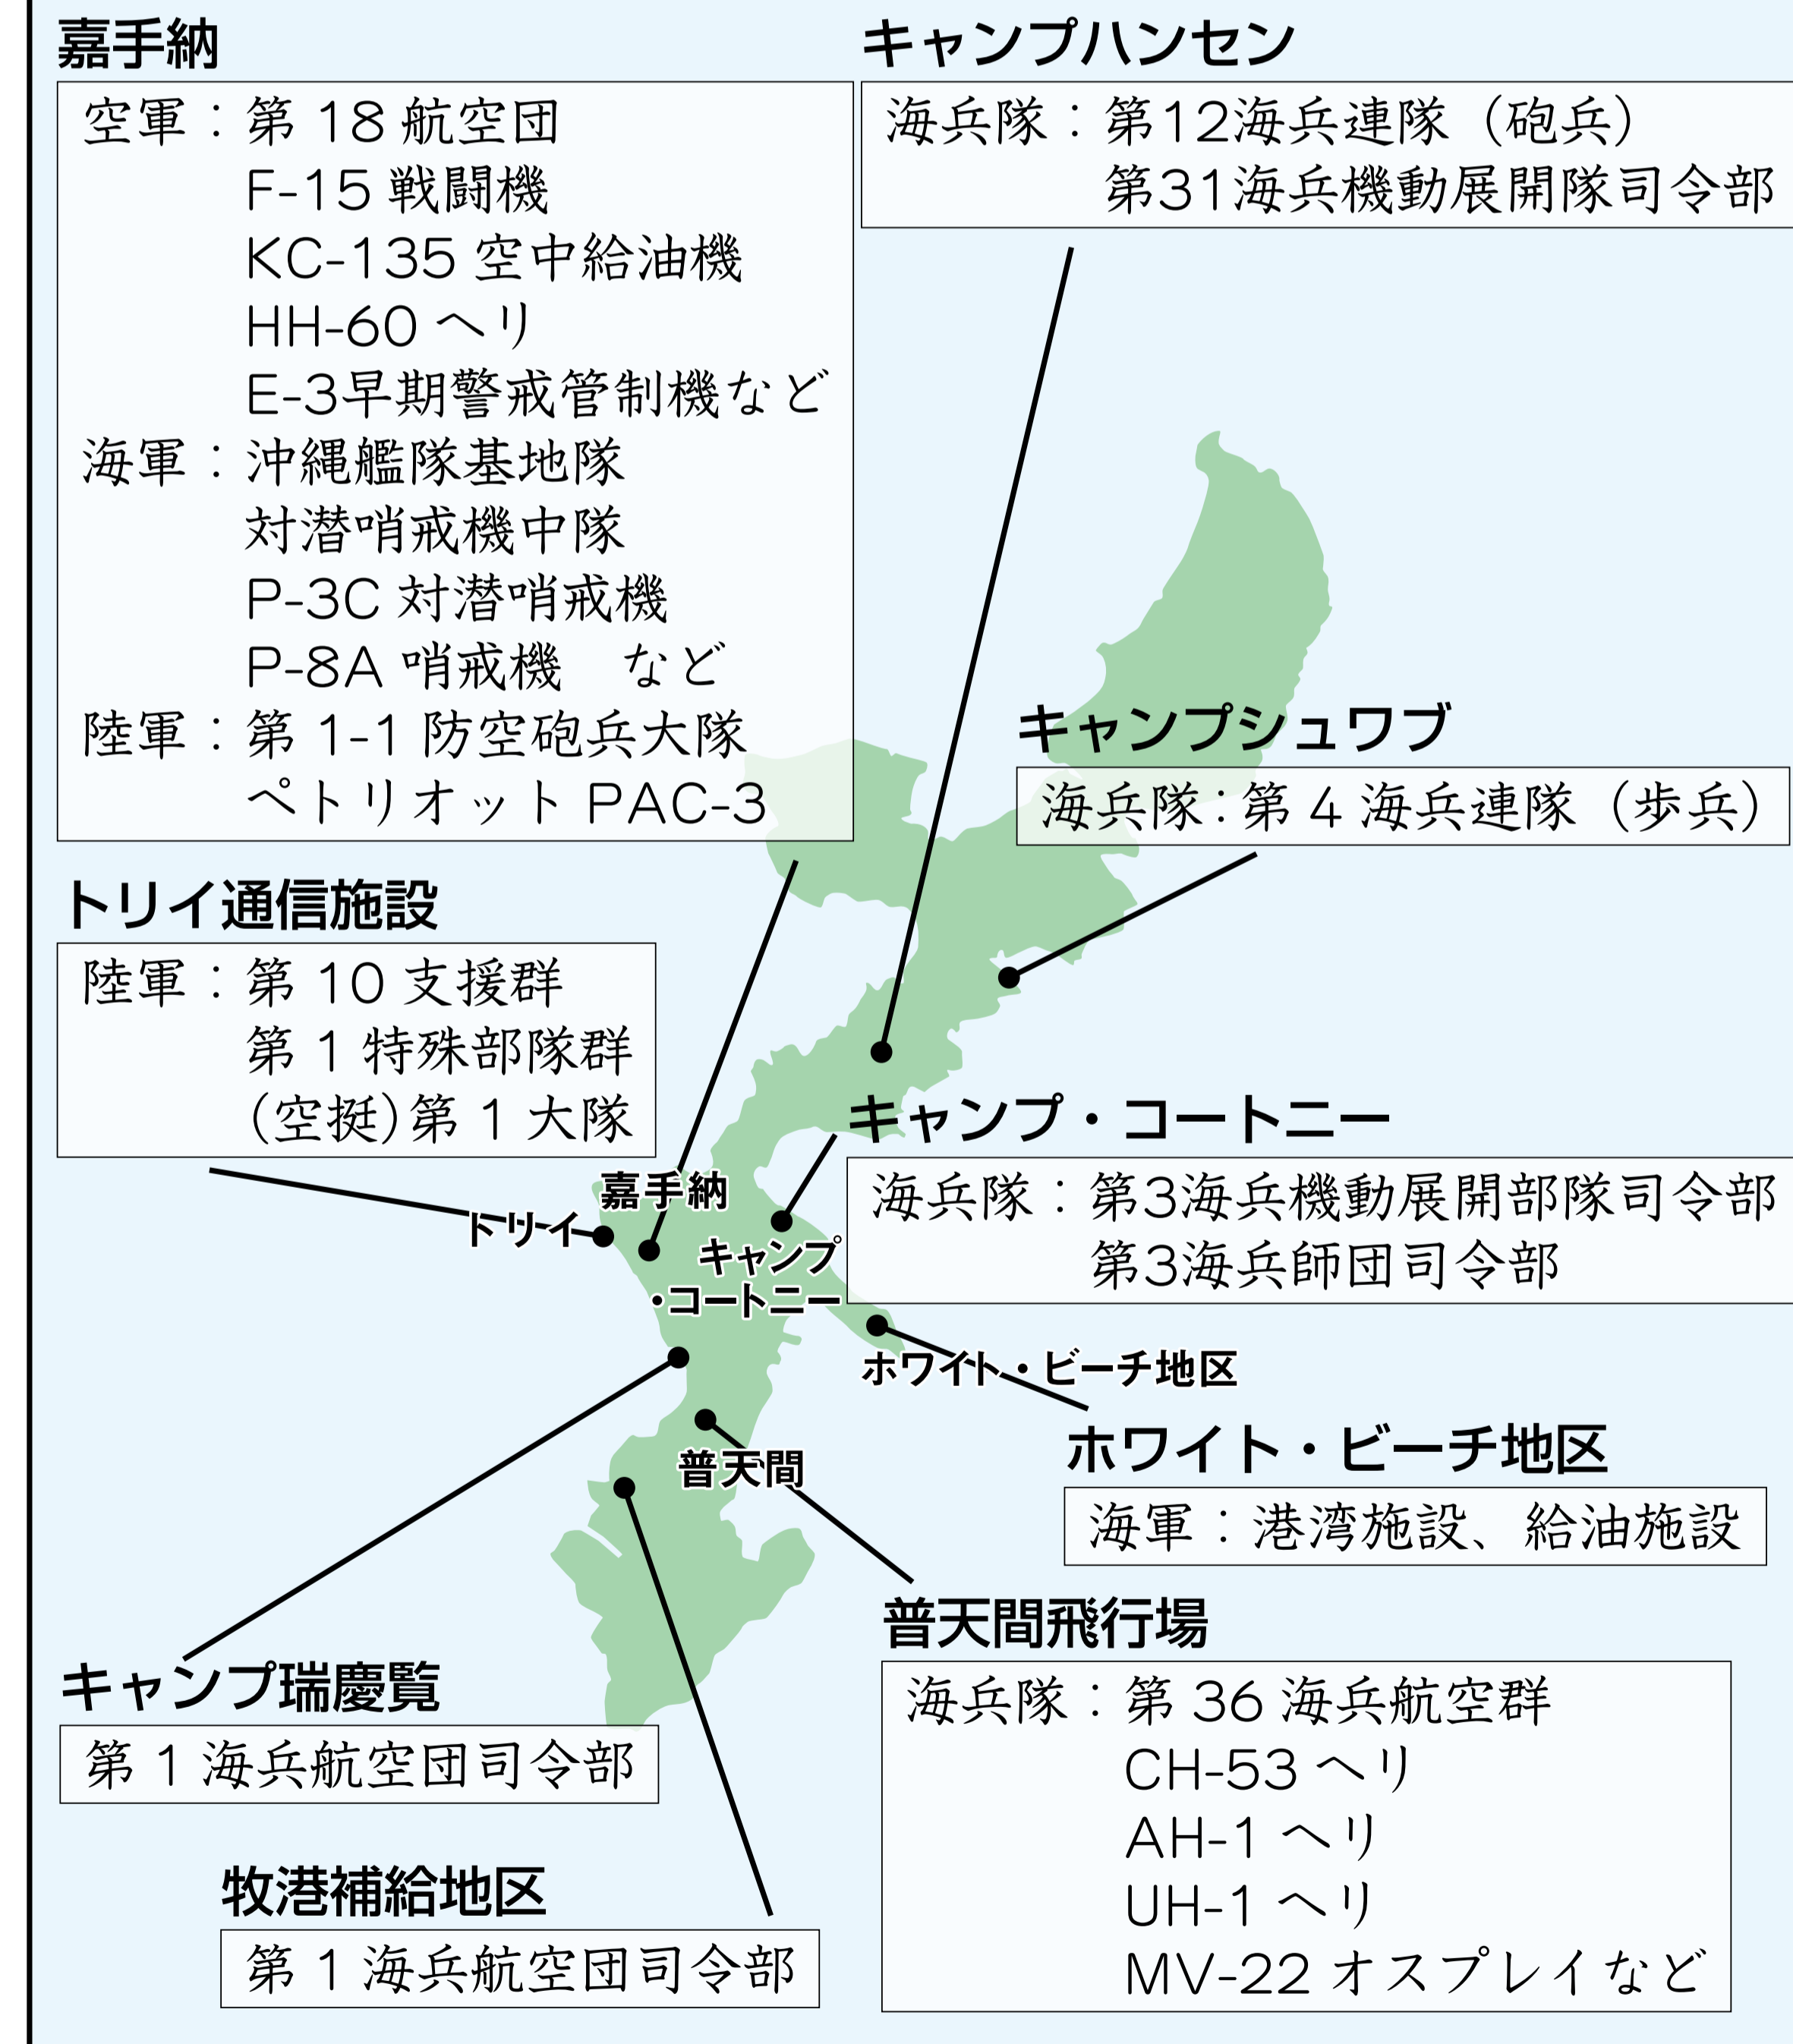 嘉手納
空軍：第 18 航空団
F-15 戦闘機
KC-135 空中給油機
HH-60 ヘリ
E-3早期警戒管制機など
海軍：沖縄艦隊基地隊
対潜哨戒機中隊
P-3C 対潜哨戒機
P-8A 哨戒機　など
陸軍：第 1-1 防空砲兵大隊
ペトリオット PAC-3
キャンプハンセン
海兵隊：第12海兵連隊（砲兵）
第31海兵機動展開隊司令部
キャンプシュワブ
海兵隊：第 4 海兵連隊（歩兵）
トリイ通信施設
陸軍：第 10 支援群
第 1 特殊部隊群
(空挺)第 1 大隊
キャンプ・コートニー
海兵隊：第3海兵機動展開部隊司令部
第3海兵師団司令部
嘉手納
トリイ
キャンプ
・コートニー
ホワイト・ビーチ地区
普天間
ホワイト・ビーチ地区
海軍：港湾施設、給油施設
普天間飛行場
海兵隊：第 36 海兵航空群
CH-53 ヘリ
AH-1 ヘリ
UH-1 ヘリ
MV-22 オスプレイなど
キャンプ瑞慶覧
第 1 海兵航空団司令部
牧港補給地区
第 1 海兵航空団司令部